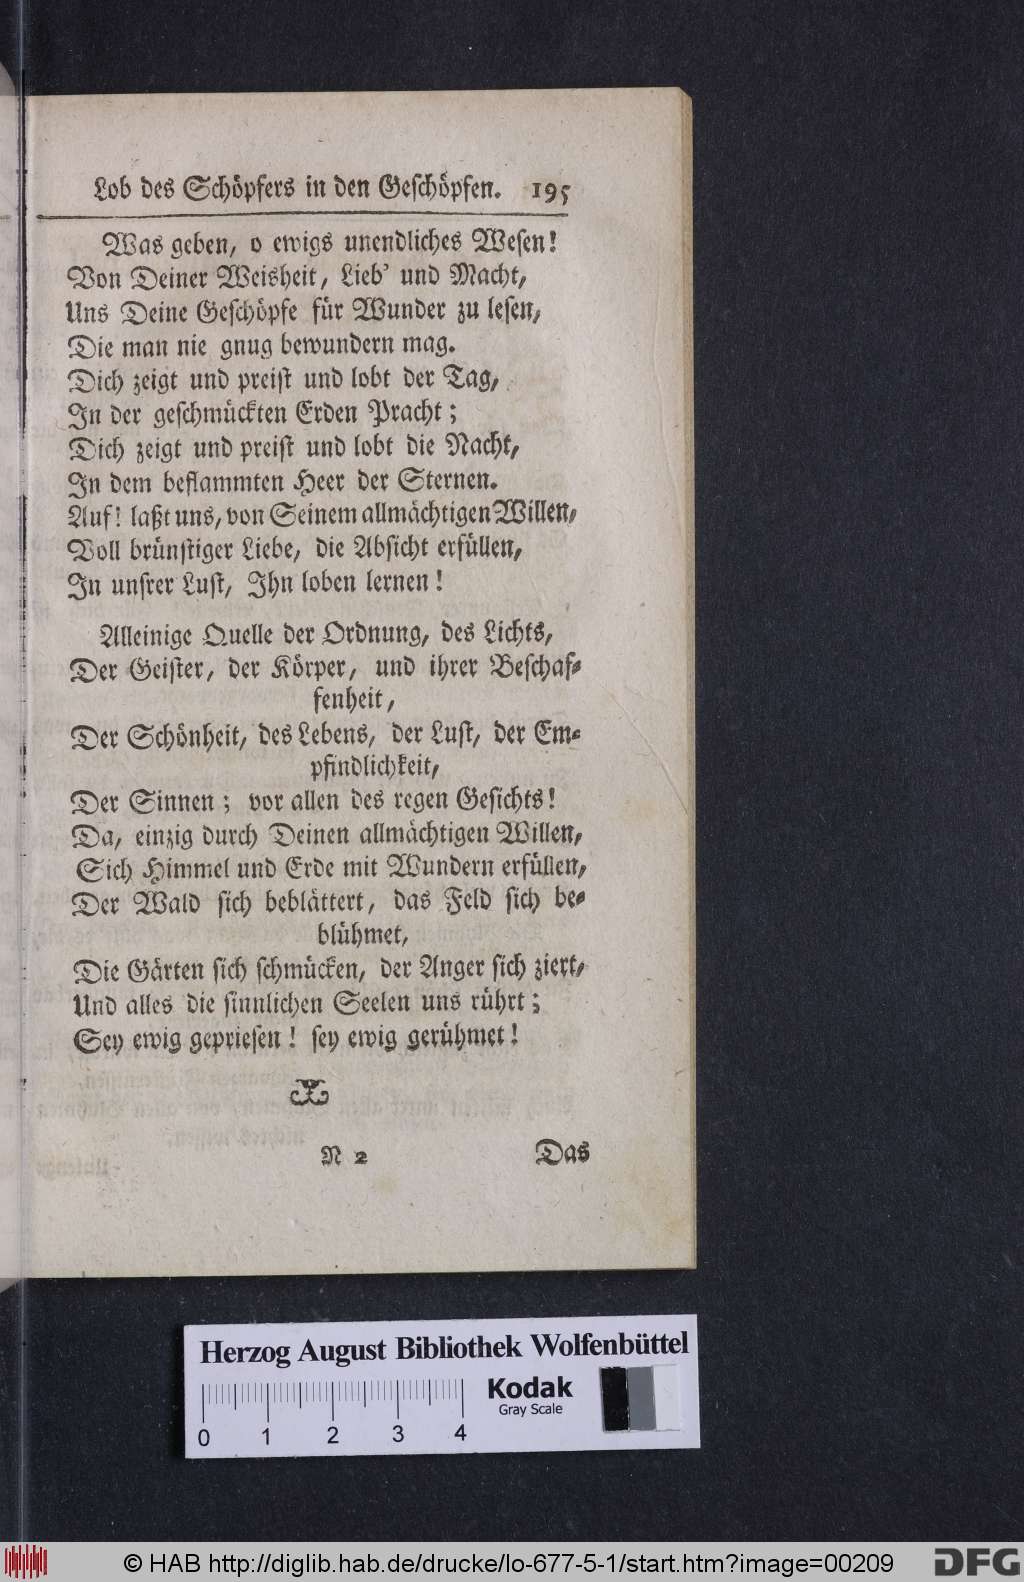 Lob des Schöpfers in den Geschöpfen. 195
Was geben, o ewigs unendliches Wesen!
Von Deiner Weisheit, Lieb' und Macht,
Uns Deine Geschöpfe für Wunder zu lesen,
Die man nie gnug bewundern mag.
Dich zeigt und preist und lobt der Tag,
In der geschmückten Erden Pracht;
Dich zeigt und preist und lobt die Nacht,
In dem beflammten Heer der Sternen.
Auf! laßt uns, von Seinem allmächtigen Willen,
Voll brünstiger Liebe, die Absicht erfüllen,
In unsrer Lust, Ihn loben lernen!
Alleinige Quelle der Ordnung, des Lichts,
Der Geister, der Körper, und ihrer Beschaf-
fenheit,
Der Schönheit, des Lebens, der Lust, der Em-
pfindlichkeit,
Der Sinnen; vor allen des regen Gesichts!
Da, einzig durch Deinen allmächtigen Willen,
Sich Himmel und Erde mit Wundern erfüllen,
Der Wald sich beblättert, das Feld sich be-
blühmet,
Die Gärten sich schmücken, der Anger sich ziert,
Und alles die sinnlichen Seelen uns rührt;
Sey ewig gepriesen! sey ewig gerühmet!
N 2 Das
Herzog August Bibliothek Wolfenbüttel
Kodak
Gray Scale
0 1 2 3 4
© HAB http://diglib.hab.de/drucke/lo-677-5-1/start.htm?image=00209
DFG